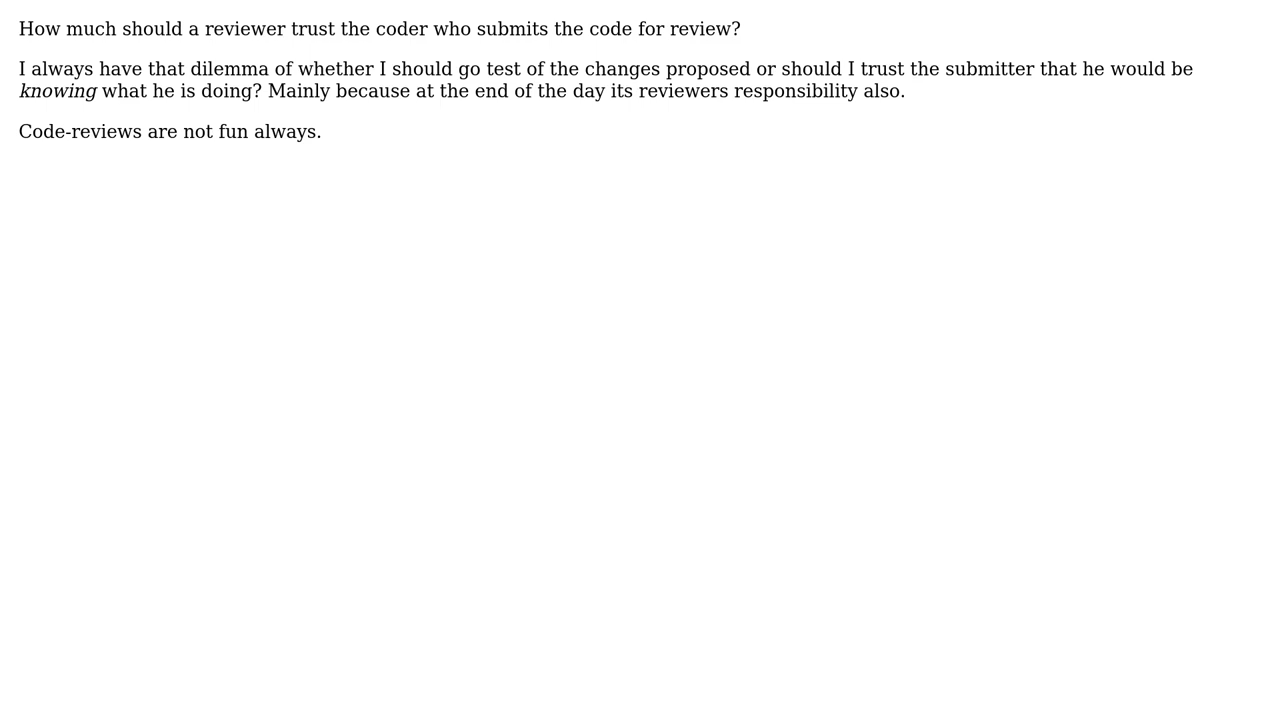 How much should a reviewer trust the coder who submits the code for review?
I always have that dilemma of whether I should go test of the changes proposed or should I trust the submitter that he would be
knowing what he is doing? Mainly because at the end of the day its reviewers responsibility also.
Code-reviews are not fun always.